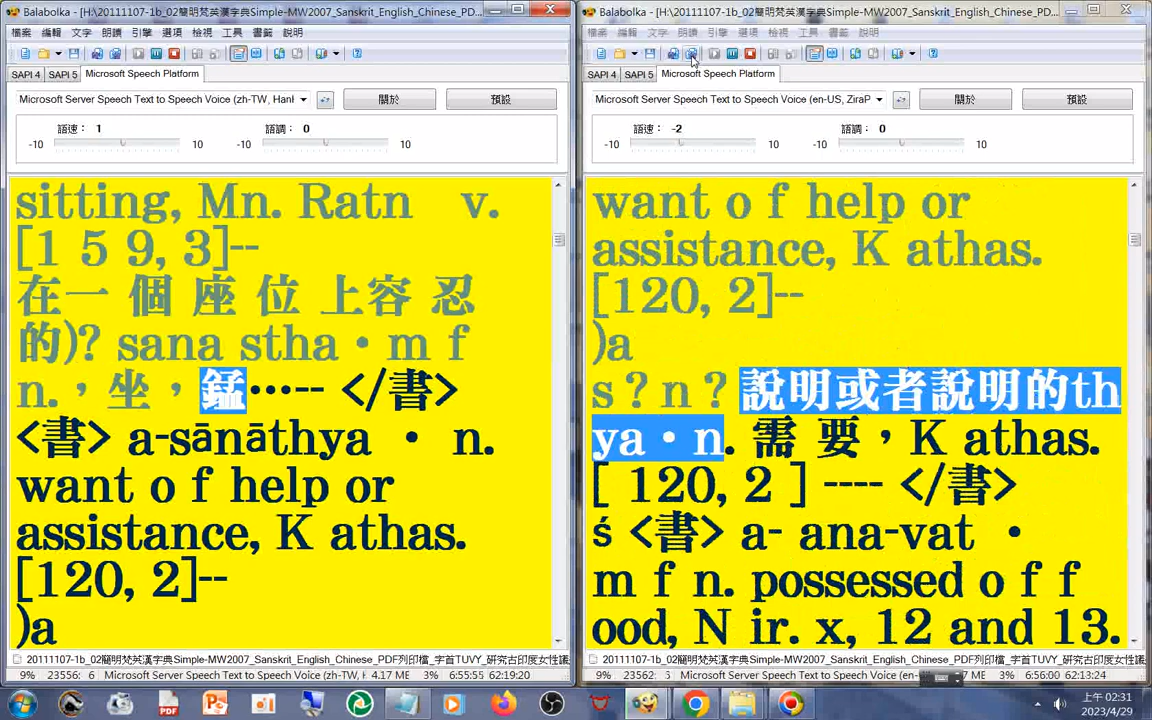 Balabolka - [H:\20111107-1b_02簡明梵英漢字典Simple-MW2007_Sanskrit_English_Chinese_PD...
檔案 編輯 文字 朗讀 引擎 選項 檢視 工具 書籤 說明
SAPI 4 SAPI 5 Microsoft Speech Platform
Microsoft Server Speech Text to Speech Voice (zh-TW, Hanl
關於 預設
語速： 1 語調： 0
-10 10 -10 10
sitting, Mn. Ratn v.
[1 5 9, 3]--
在一 個 座 位 上容 忍
的)? sana stha・m f
n.，坐，錳…-- </書>
<書> a-sānāthya ・ n.
want o f help or
assistance, K athas.
[120, 2]--
)a
20111107-1b_02簡明梵英漢字典Simple-MW2007_Sanskrit_English_Chinese_PDF列印檔_字首TUVY_研究古印度女性議
9% 23556: 6 Microsoft Server Speech Text to Speech Voice (zh-TW, H 4.17 ME 3% 6:55:55 62:19:20
Balabolka - [H:\20111107-1b_02簡明梵英漢字典Simple-MW2007_Sanskrit_English_Chinese_PDF...
檔案 編輯 文字 朗讀 引擎 選項 檢視 工具 書籤 說明
SAPI 4 SAPI 5 Microsoft Speech Platform
Microsoft Server Speech Text to Speech Voice (en-US, ZiraP
關於 預設
語速： -2 語調： 0
-10 10 -10 10
want o f help or
assistance, K athas.
[120, 2]--
)a
s？n？說明或者說明的th
ya・n. 需 要，K athas.
[ 120, 2 ] ---- </書>
ś <書> a- ana-vat ・
m f n. possessed o f f
ood, N ir. x, 12 and 13.
20111107-1b_02簡明梵英漢字典Simple-MW2007_Sanskrit_English_Chinese_PDF列印檔_字首TUVY_研究古印度女性議
9% 23562: Microsoft Server Speech Text to Speech Voice (en-U 4.17 ME 3% 6:56:00 62:13:24
上午 02:31
2023/4/29